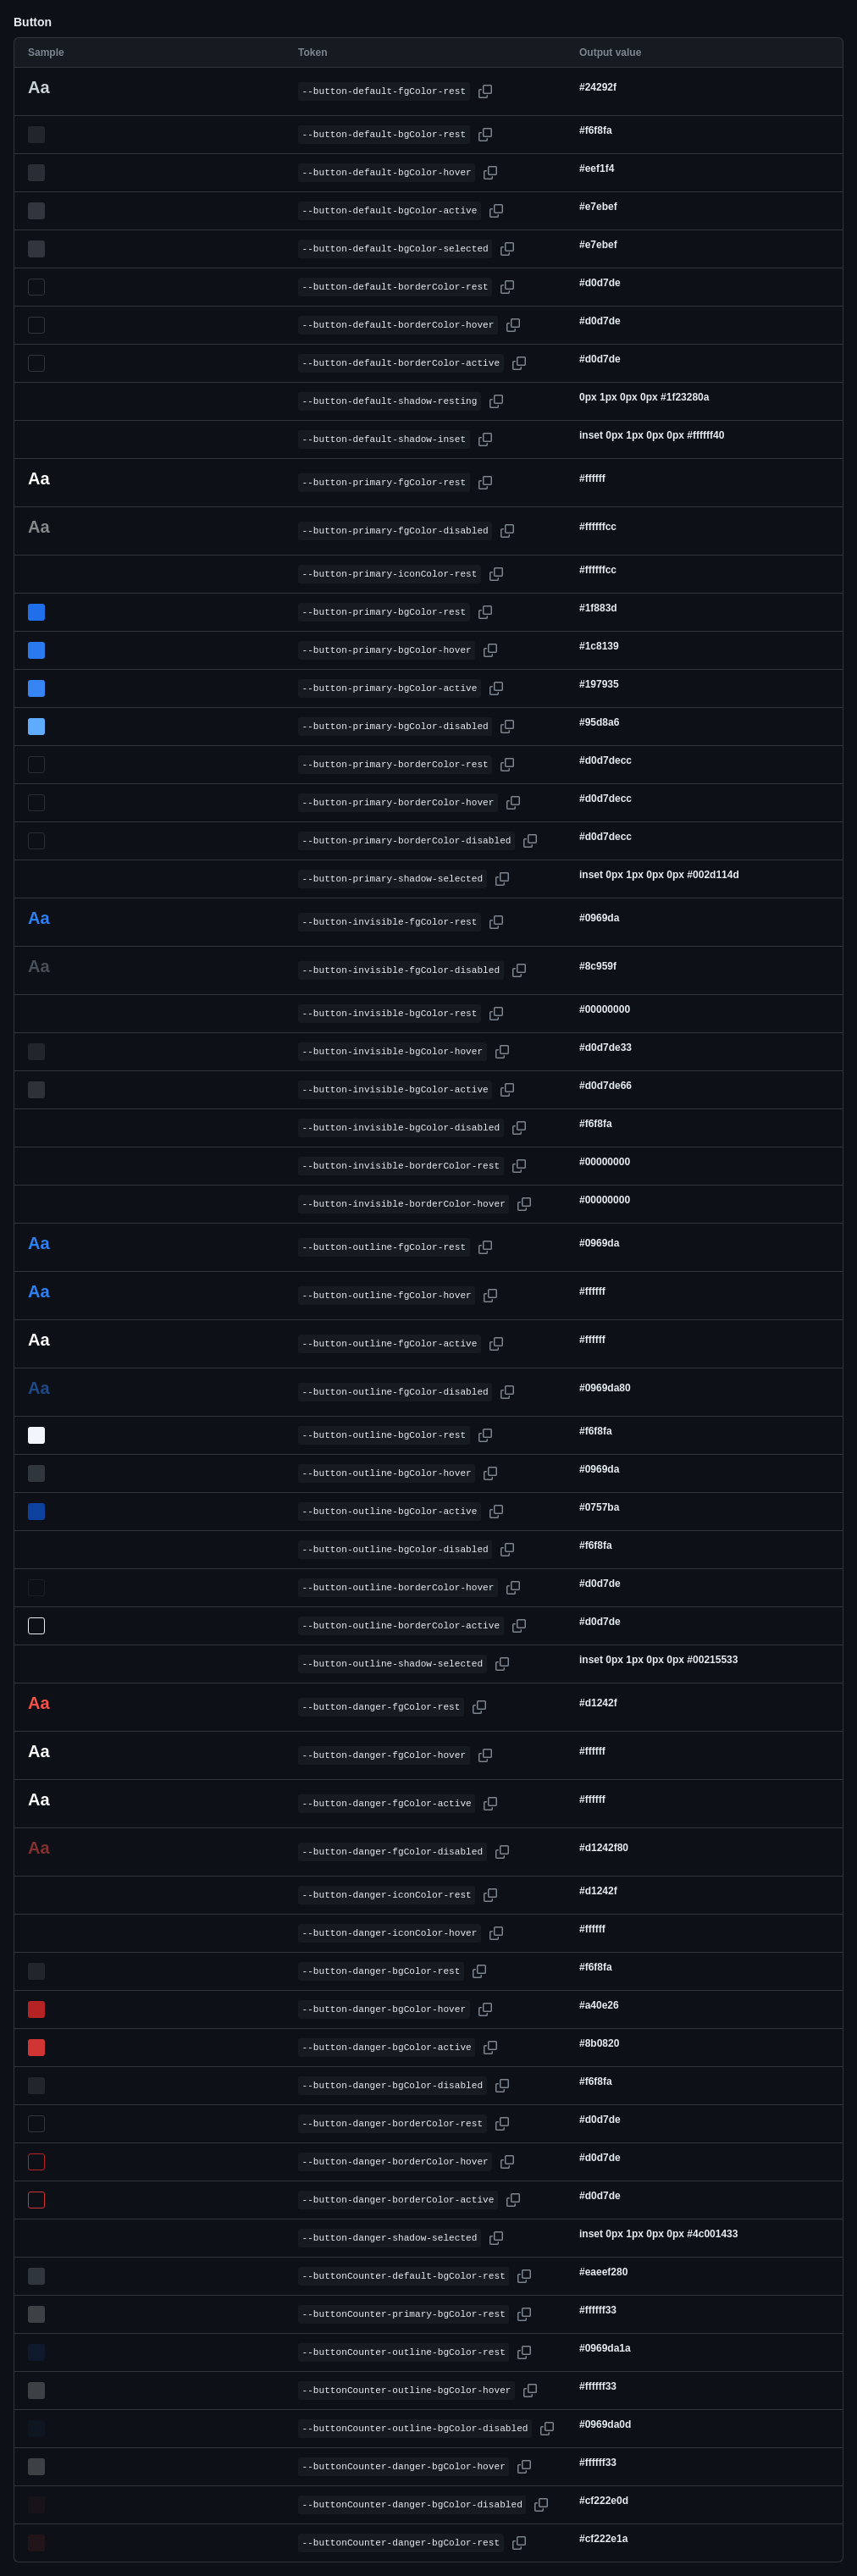 Button
Sample Token Output value
Aa --button-default-fgColor-rest #24292f
--button-default-bgColor-rest #f6f8fa
--button-default-bgColor-hover #eef1f4
--button-default-bgColor-active #e7ebef
--button-default-bgColor-selected #e7ebef
--button-default-borderColor-rest #d0d7de
--button-default-borderColor-hover #d0d7de
--button-default-borderColor-active #d0d7de
--button-default-shadow-resting 0px 1px 0px 0px #1f23280a
--button-default-shadow-inset inset 0px 1px 0px 0px #ffffff40
Aa --button-primary-fgColor-rest #ffffff
Aa --button-primary-fgColor-disabled #ffffffcc
--button-primary-iconColor-rest #ffffffcc
--button-primary-bgColor-rest #1f883d
--button-primary-bgColor-hover #1c8139
--button-primary-bgColor-active #197935
--button-primary-bgColor-disabled #95d8a6
--button-primary-borderColor-rest #d0d7decc
--button-primary-borderColor-hover #d0d7decc
--button-primary-borderColor-disabled #d0d7decc
--button-primary-shadow-selected inset 0px 1px 0px 0px #002d114d
Aa --button-invisible-fgColor-rest #0969da
Aa --button-invisible-fgColor-disabled #8c959f
--button-invisible-bgColor-rest #00000000
--button-invisible-bgColor-hover #d0d7de33
--button-invisible-bgColor-active #d0d7de66
--button-invisible-bgColor-disabled #f6f8fa
--button-invisible-borderColor-rest #00000000
--button-invisible-borderColor-hover #00000000
Aa --button-outline-fgColor-rest #0969da
Aa --button-outline-fgColor-hover #ffffff
Aa --button-outline-fgColor-active #ffffff
Aa --button-outline-fgColor-disabled #0969da80
--button-outline-bgColor-rest #f6f8fa
--button-outline-bgColor-hover #0969da
--button-outline-bgColor-active #0757ba
--button-outline-bgColor-disabled #f6f8fa
--button-outline-borderColor-hover #d0d7de
--button-outline-borderColor-active #d0d7de
--button-outline-shadow-selected inset 0px 1px 0px 0px #00215533
Aa --button-danger-fgColor-rest #d1242f
Aa --button-danger-fgColor-hover #ffffff
Aa --button-danger-fgColor-active #ffffff
Aa --button-danger-fgColor-disabled #d1242f80
--button-danger-iconColor-rest #d1242f
--button-danger-iconColor-hover #ffffff
--button-danger-bgColor-rest #f6f8fa
--button-danger-bgColor-hover #a40e26
--button-danger-bgColor-active #8b0820
--button-danger-bgColor-disabled #f6f8fa
--button-danger-borderColor-rest #d0d7de
--button-danger-borderColor-hover #d0d7de
--button-danger-borderColor-active #d0d7de
--button-danger-shadow-selected inset 0px 1px 0px 0px #4c001433
--buttonCounter-default-bgColor-rest #eaeef280
--buttonCounter-primary-bgColor-rest #ffffff33
--buttonCounter-outline-bgColor-rest #0969da1a
--buttonCounter-outline-bgColor-hover #ffffff33
--buttonCounter-outline-bgColor-disabled #0969da0d
--buttonCounter-danger-bgColor-hover #ffffff33
--buttonCounter-danger-bgColor-disabled #cf222e0d
--buttonCounter-danger-bgColor-rest #cf222e1a